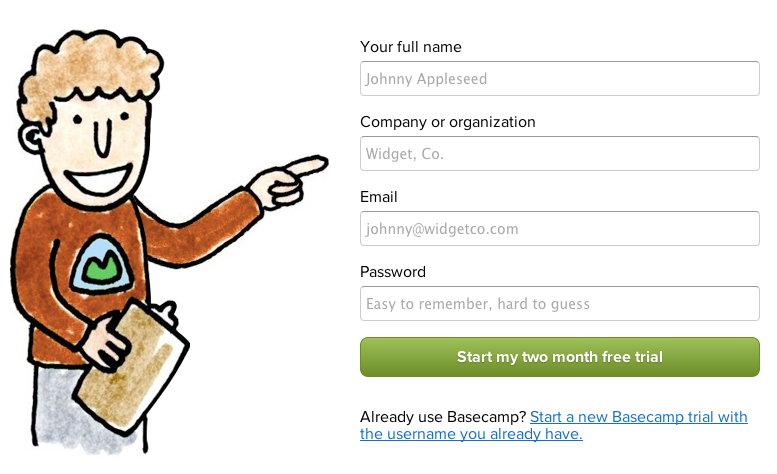 Your full name
Johnny Appleseed
Company or organization
Widget, Co.
Email
johnny@widgetco.com
Password
Easy to remember, hard to guess
Start my two month free trial
Already use Basecamp? Start a new Basecamp trial with
the username you already have.